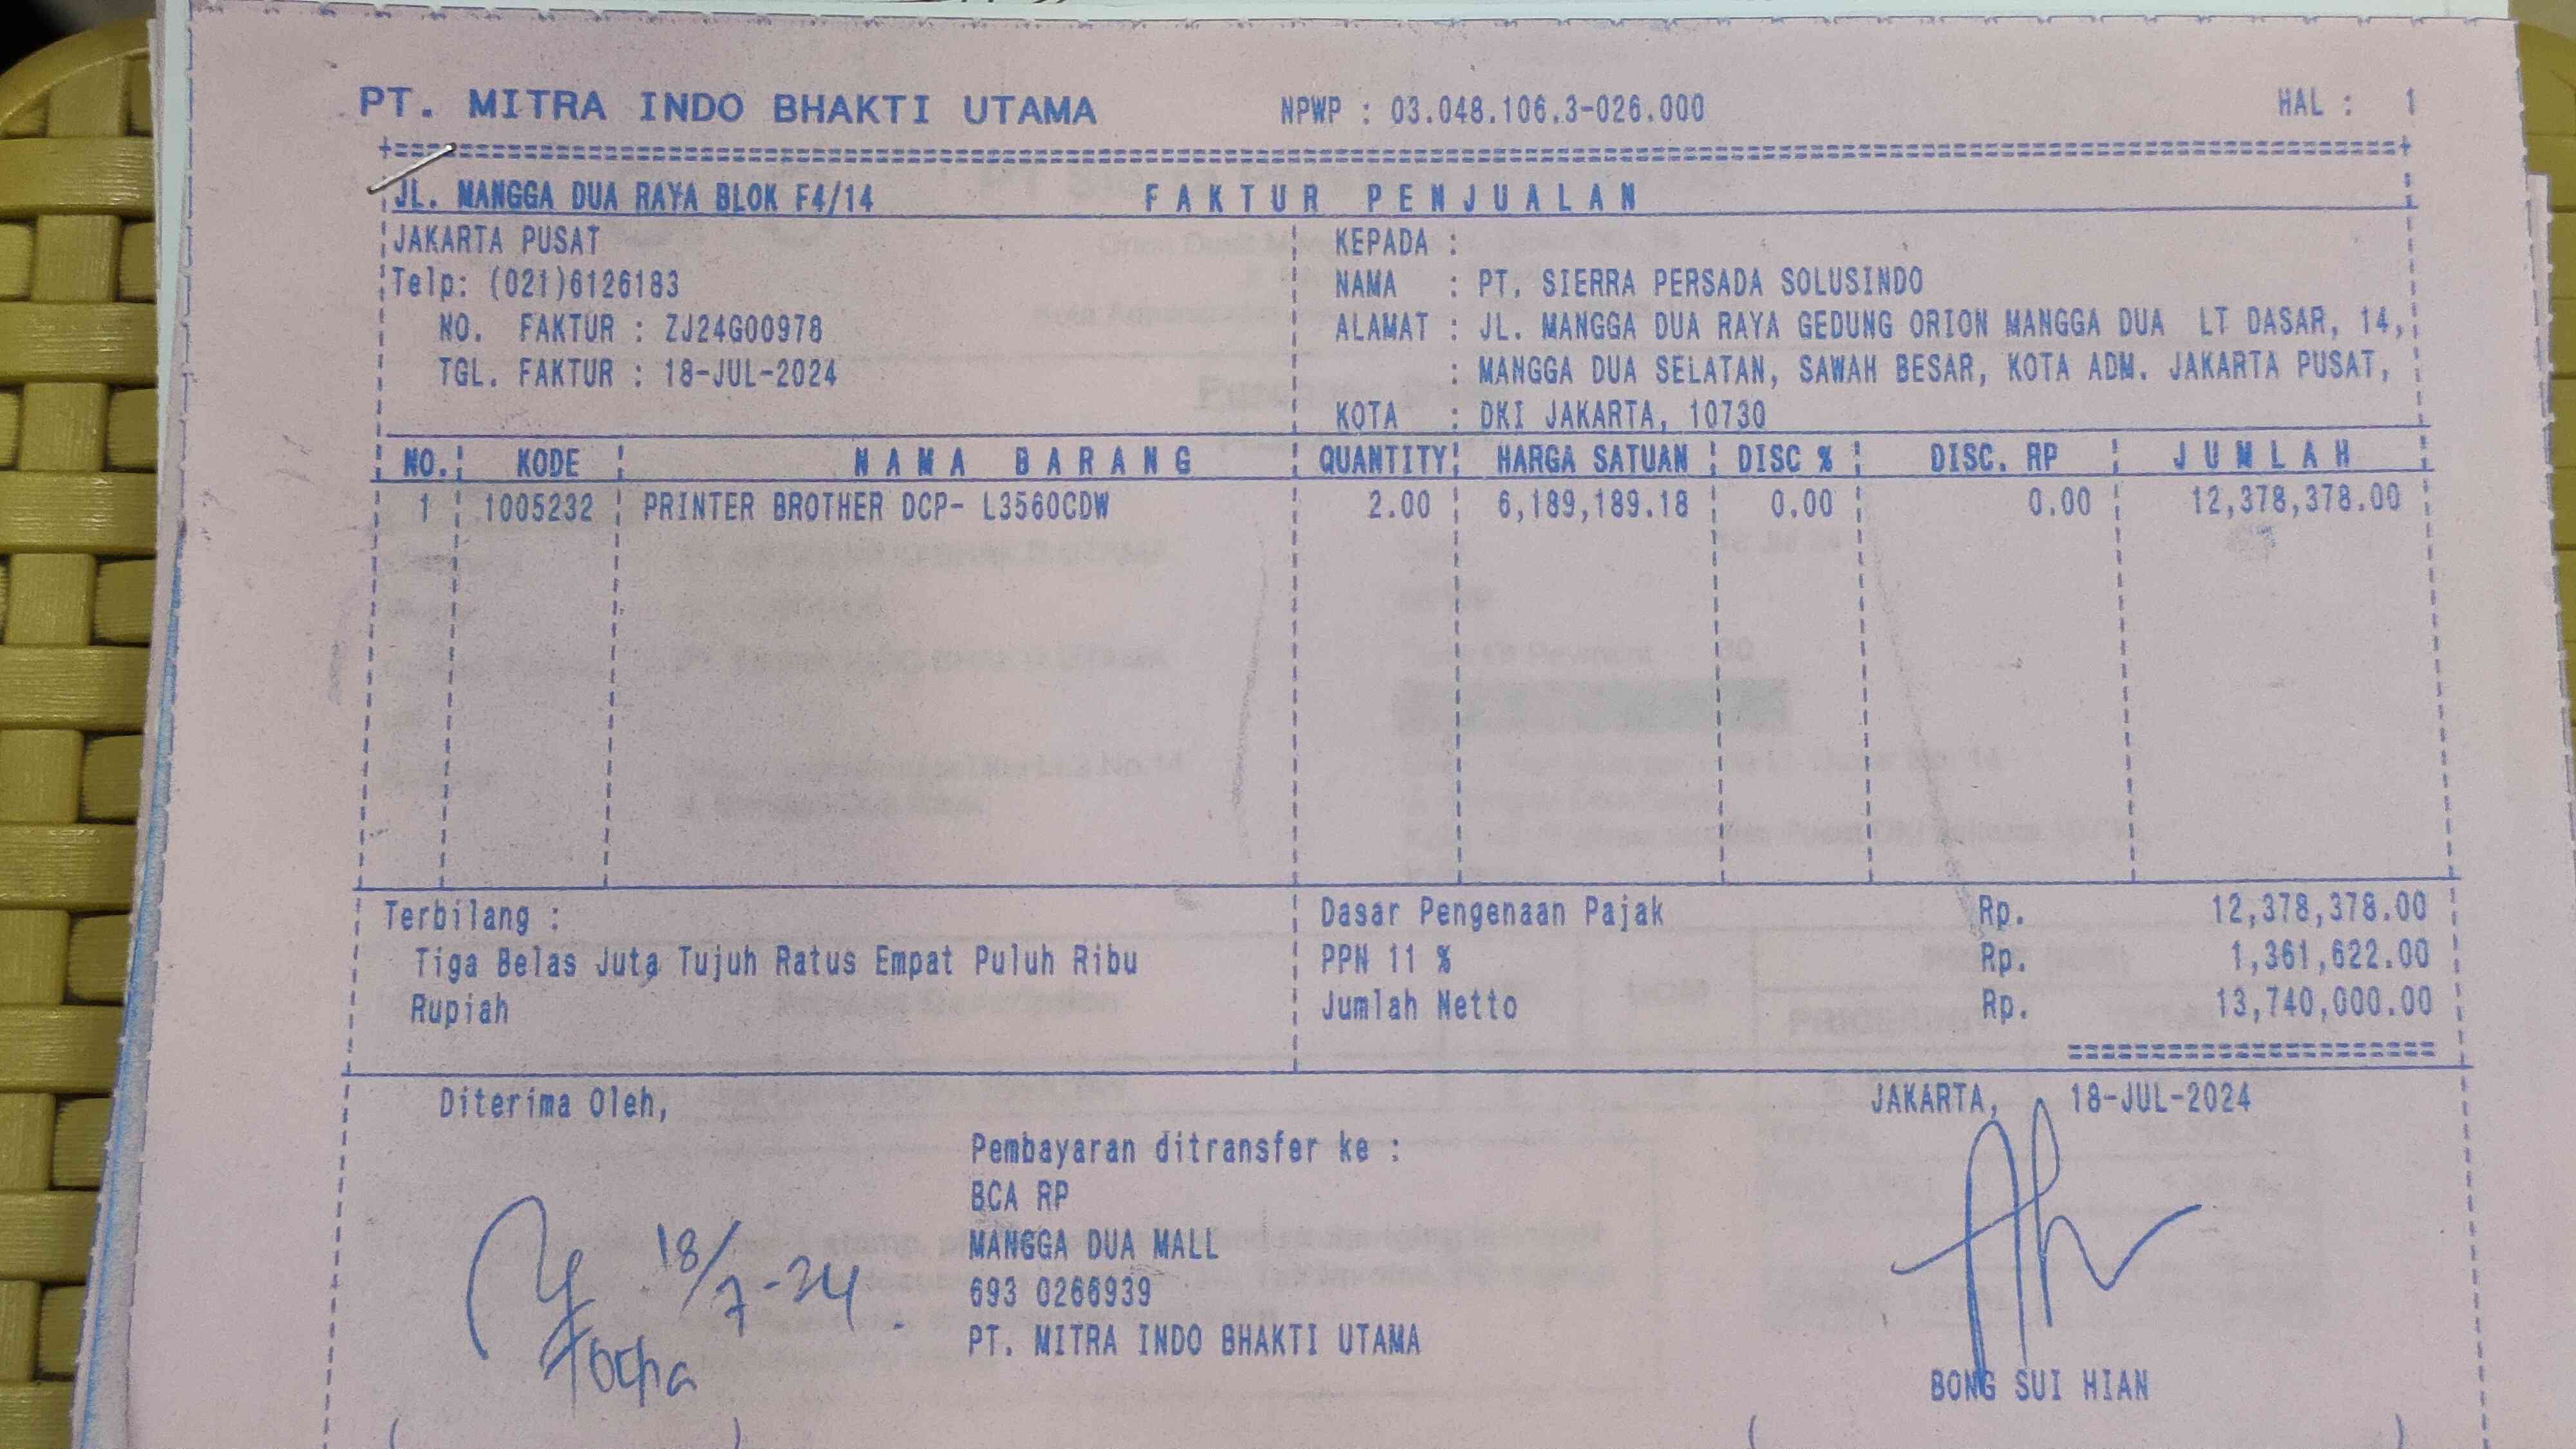 PT. MITRA INDO BHAKTI UTAMA NPWP : 03.048.106.3-026.000 HAL : 1
JL. MANGGA DUA RAYA BLOK F4/14 FAKTUR PENJUALAN
JAKARTA PUSAT
Telp: (021)6126183
NO. FAKTUR : ZJ24G00978
TGL. FAKTUR : 18-JUL-2024
KEPADA :
NAMA : PT. SIERRA PERSADA SOLUSINDO
ALAMAT : JL. MANGGA DUA RAYA GEDUNG ORION MANGGA DUA LT DASAR, 14,
: MANGGA DUA SELATAN, SAWAH BESAR, KOTA ADM. JAKARTA PUSAT,
KOTA : DKI JAKARTA, 10730
NO. KODE NAMA BARANG QUANTITY HARGA SATUAN DISC % DISC. RP JUMLAH
1 1005232 PRINTER BROTHER DCP- L3560CDW 2.00 6,189,189.18 0.00 0.00 12,378,378.00
Terbilang :
Tiga Belas Juta Tujuh Ratus Empat Puluh Ribu
Rupiah
Dasar Pengenaan Pajak Rp. 12,378,378.00
PPN 11 % Rp. 1,361,622.00
Jumlah Netto Rp. 13,740,000.00
Diterima Oleh,
18/7-24
Pembayaran ditransfer ke :
BCA RP
MANGGA DUA MALL
693 0266939
PT. MITRA INDO BHAKTI UTAMA
JAKARTA, 18-JUL-2024
BONG SUI HIAN